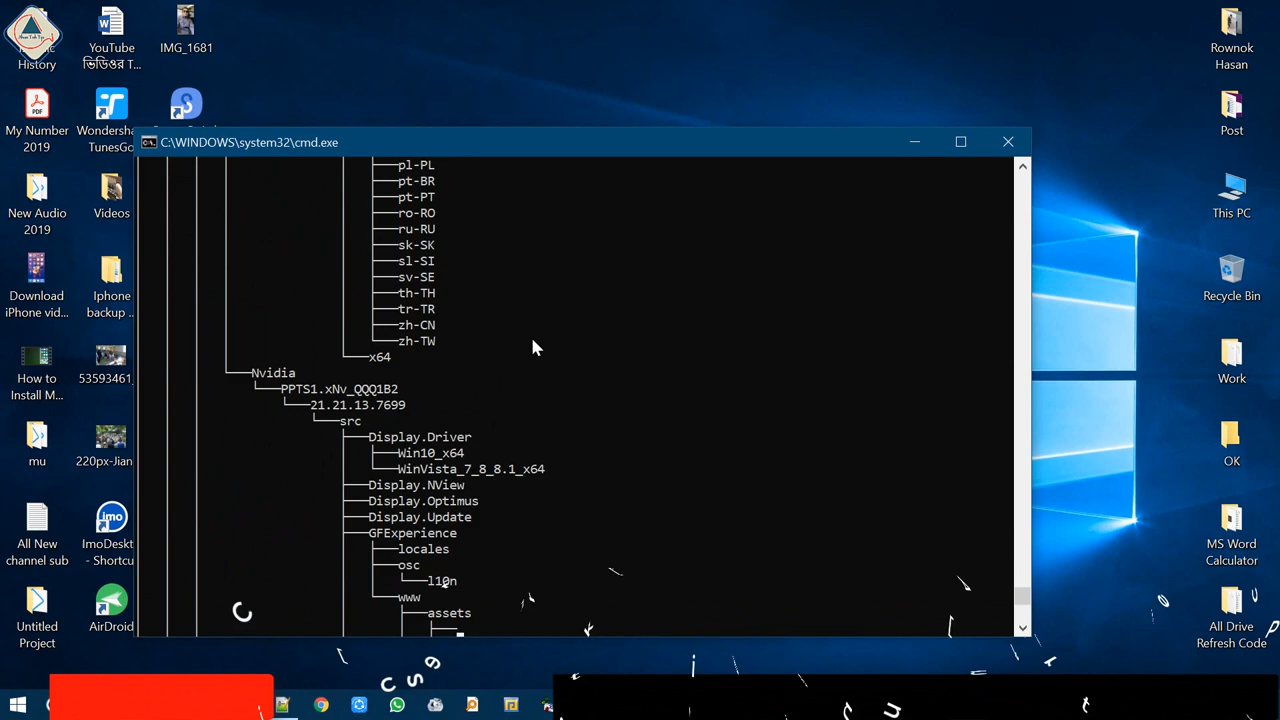 History
YouTube
ভিডিওর T...
IMG_1681
My Number
2019
Wondersha...
TunesGo
New Audio
2019
Videos
Download
iPhone vid...
Iphone
backup ...
How to
Install M...
53593461_
mu
220px-Jian...
All New
channel sub
ImoDeskt...
- Shortcu
Untitled
Project
AirDroid
C:\WINDOWS\system32\cmd.exe
pl-PL
pt-BR
pt-PT
ro-RO
ru-RU
sk-SK
sl-SI
sv-SE
th-TH
tr-TR
zh-CN
zh-TW
x64
Nvidia
PPTS1.xNv_QQQ1B2
21.21.13.7699
src
Display.Driver
Win10_x64
WinVista_7_8_8.1_x64
Display.NView
Display.Optimus
Display.Update
GFExperience
locales
osc
l10n
www
assets
Rownok
Hasan
Post
This PC
Recycle Bin
Work
OK
MS Word
Calculator
All Drive
Refresh Code